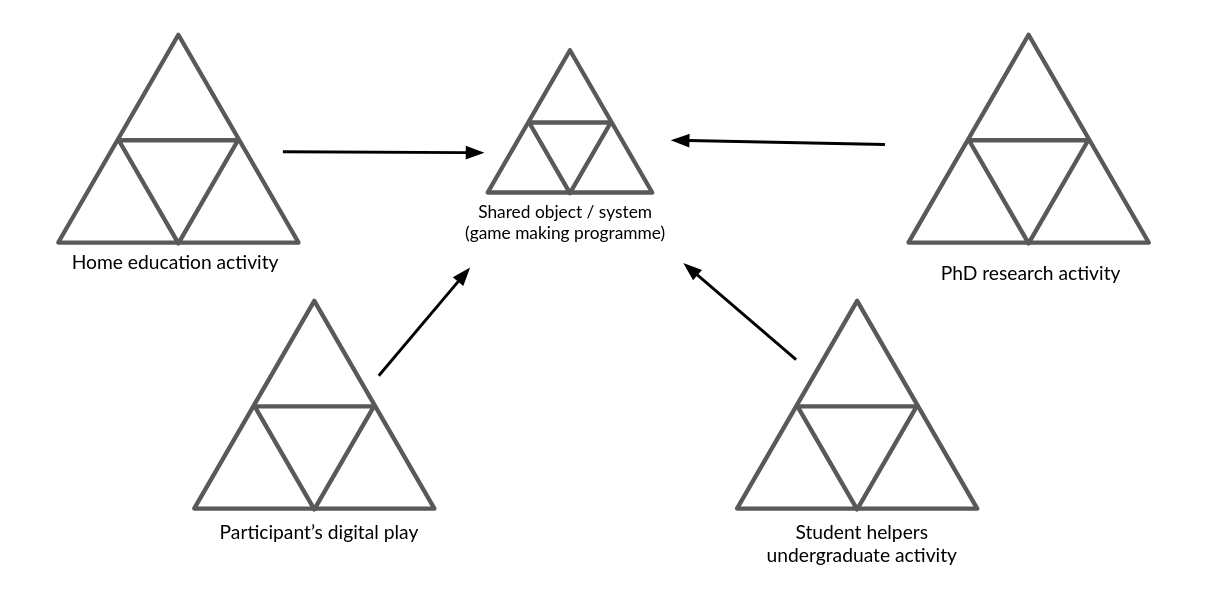 Shared object / system
(game making programme)
Home education activity
PhD research activity
Participant’s digital play
Student helpers
undergraduate activity